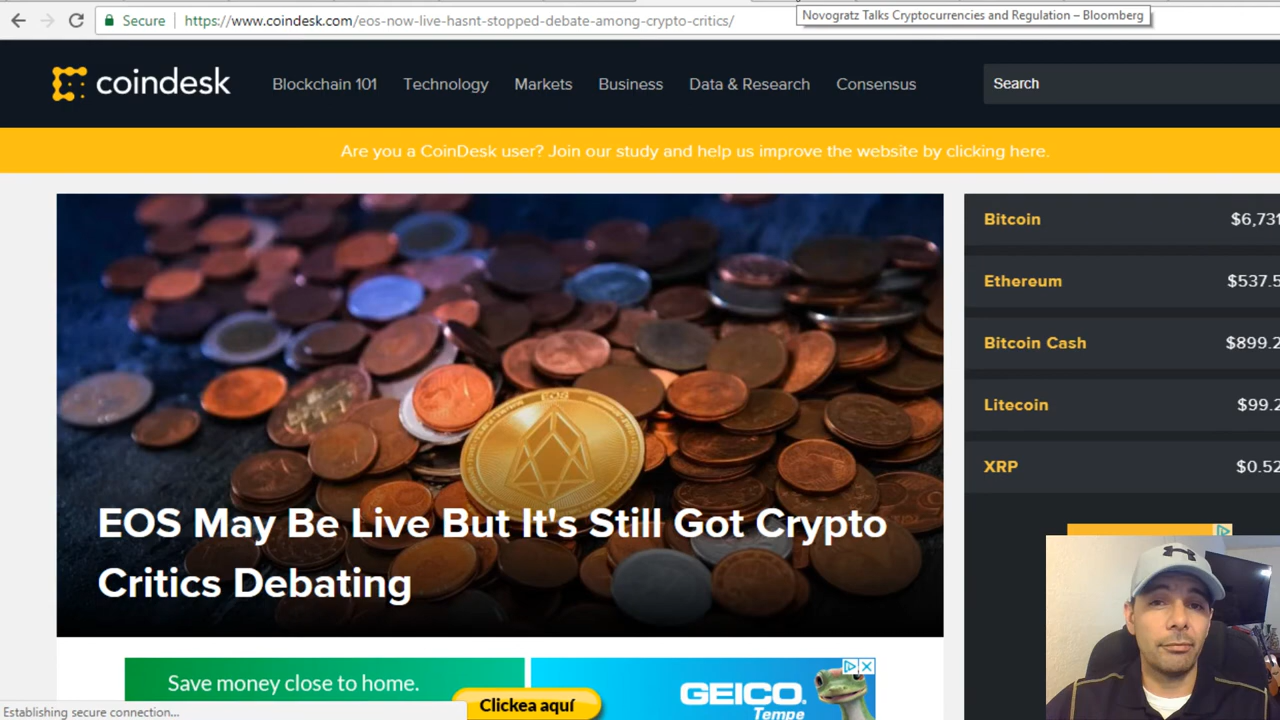 Novogratz Talks Cryptocurrencies and Regulation – Bloomberg
Secure
https://www.coindesk.com/eos-now-live-hasnt-stopped-debate-among-crypto-critics/
coindesk
Blockchain 101
Technology
Markets
Business
Data & Research
Consensus
Search
Are you a CoinDesk user? Join our study and help us improve the website by clicking here.
Bitcoin
$6,731
Ethereum
$537.5
Bitcoin Cash
$899.2
Litecoin
$99.2
XRP
$0.52
EOS
EOS May Be Live But It's Still Got Crypto
Critics Debating
Save money close to home.
Clickea aquí
GEICO.
Tempe
Establishing secure connection...